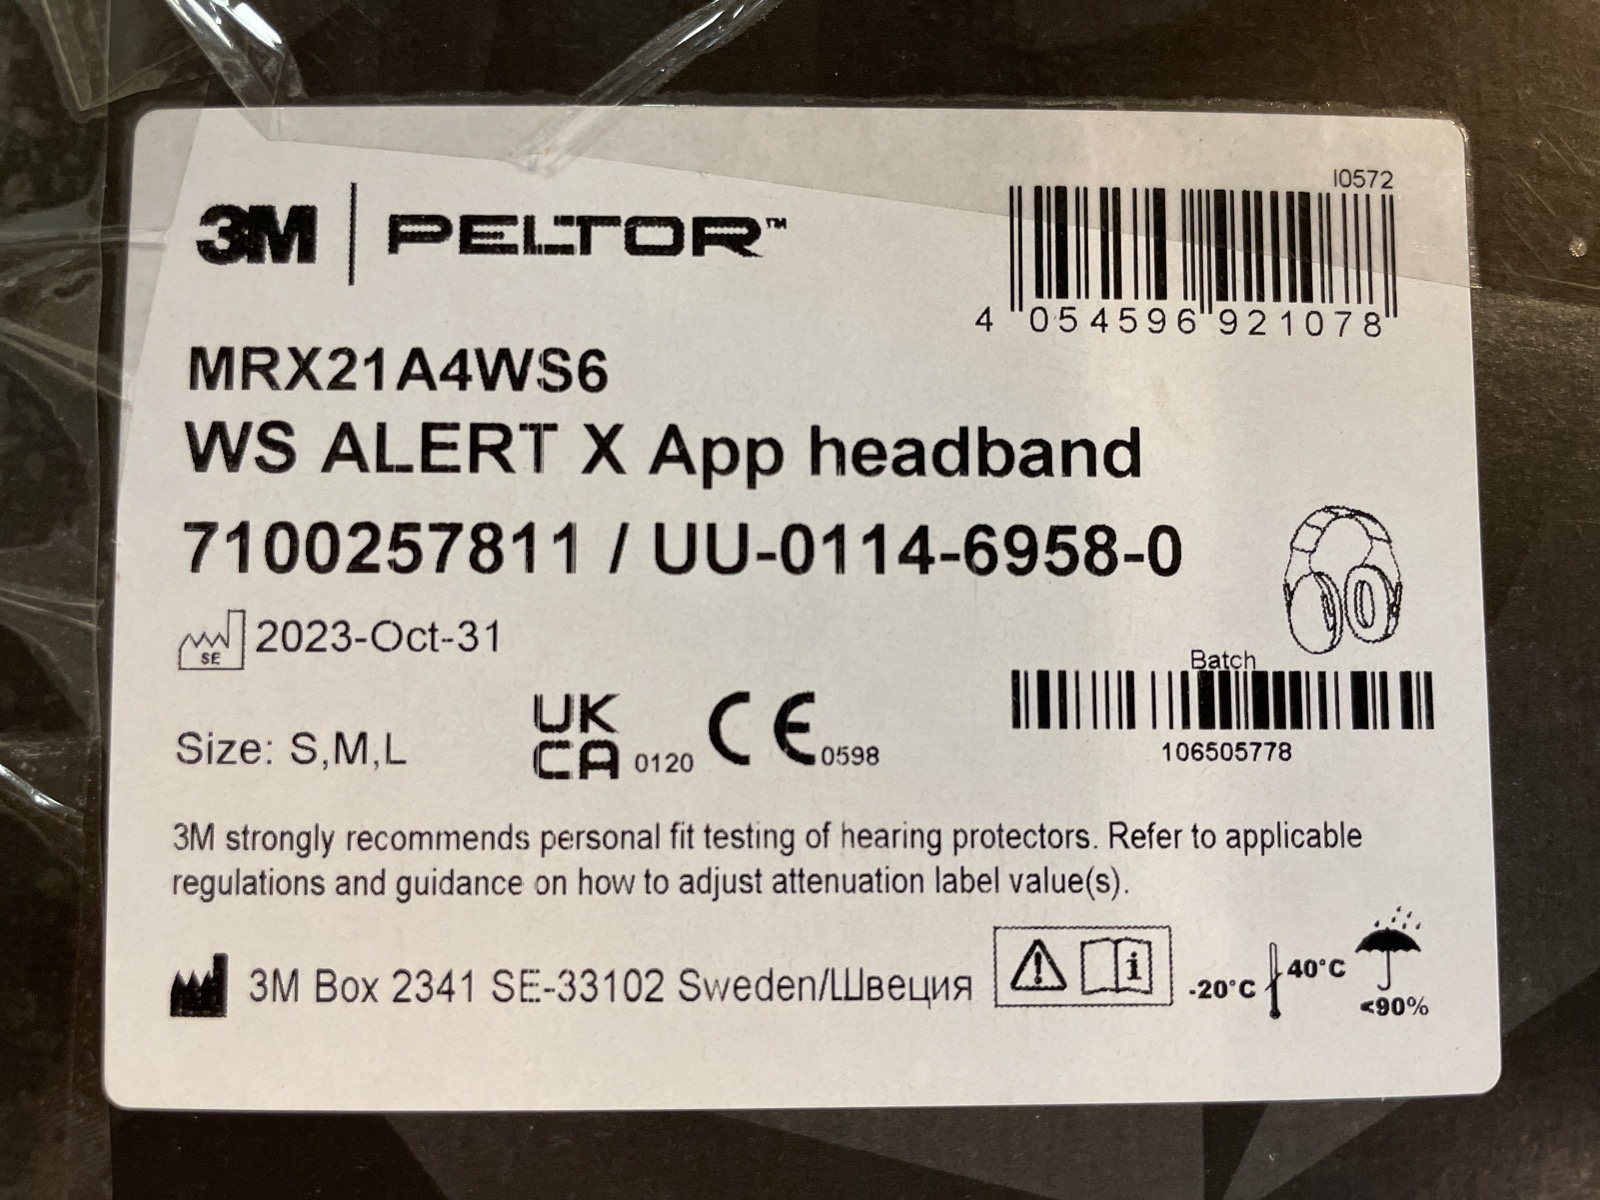 3M | PELTOR™
I0572
4 054596 921078
MRX21A4WS6
WS ALERT X App headband
7100257811 / UU-0114-6958-0
SE 2023-Oct-31
Batch
106505778
Size: S,M,L
UK CA 0120 CE 0598
3M strongly recommends personal fit testing of hearing protectors. Refer to applicable
regulations and guidance on how to adjust attenuation label value(s).
3M Box 2341 SE-33102 Sweden/Швеция
-20°C 40°C
<90%